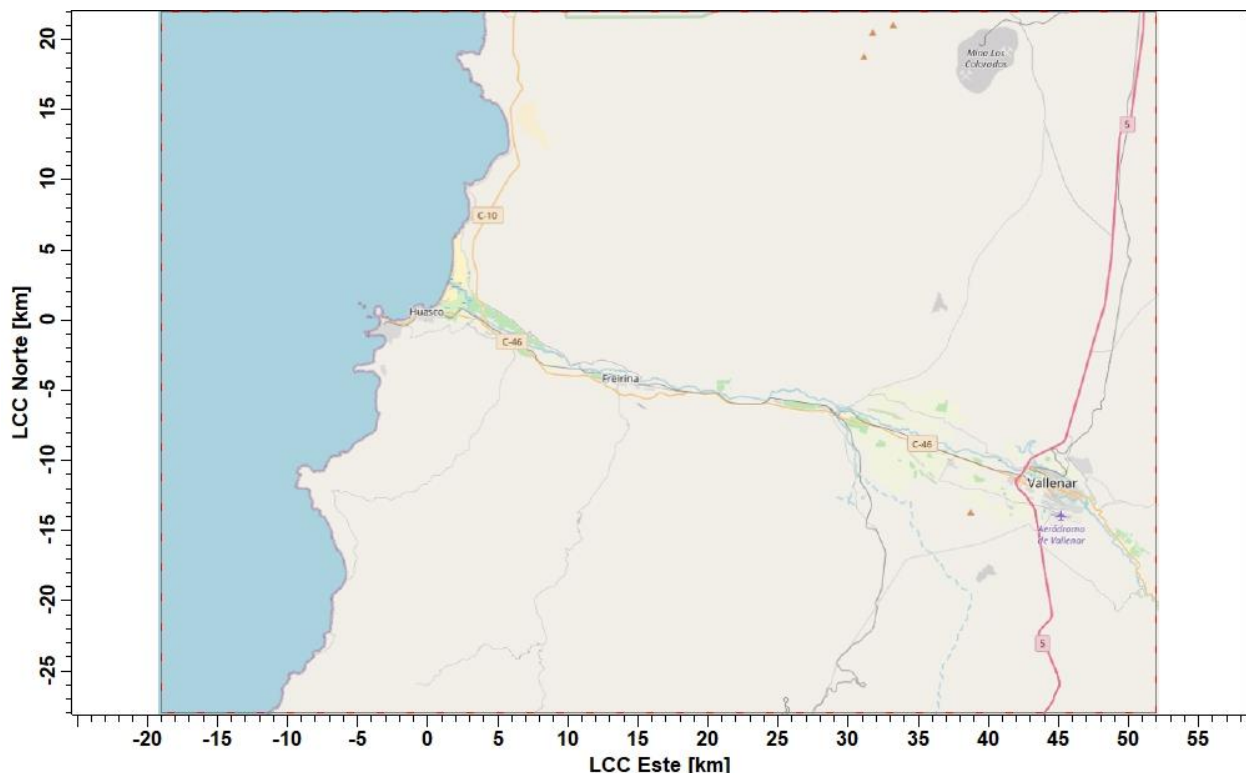 20
15
10
5
0
-5
-10
-15
-20
-25
LCC Norte [km]
Mina Los
Colorados
5
C-10
Huasco
C-46
Freirina
C-46
Vallenar
Aeródromo
de Vallenar
5
-20 -15 -10 -5 0 5 10 15 20 25 30 35 40 45 50 55
LCC Este [km]